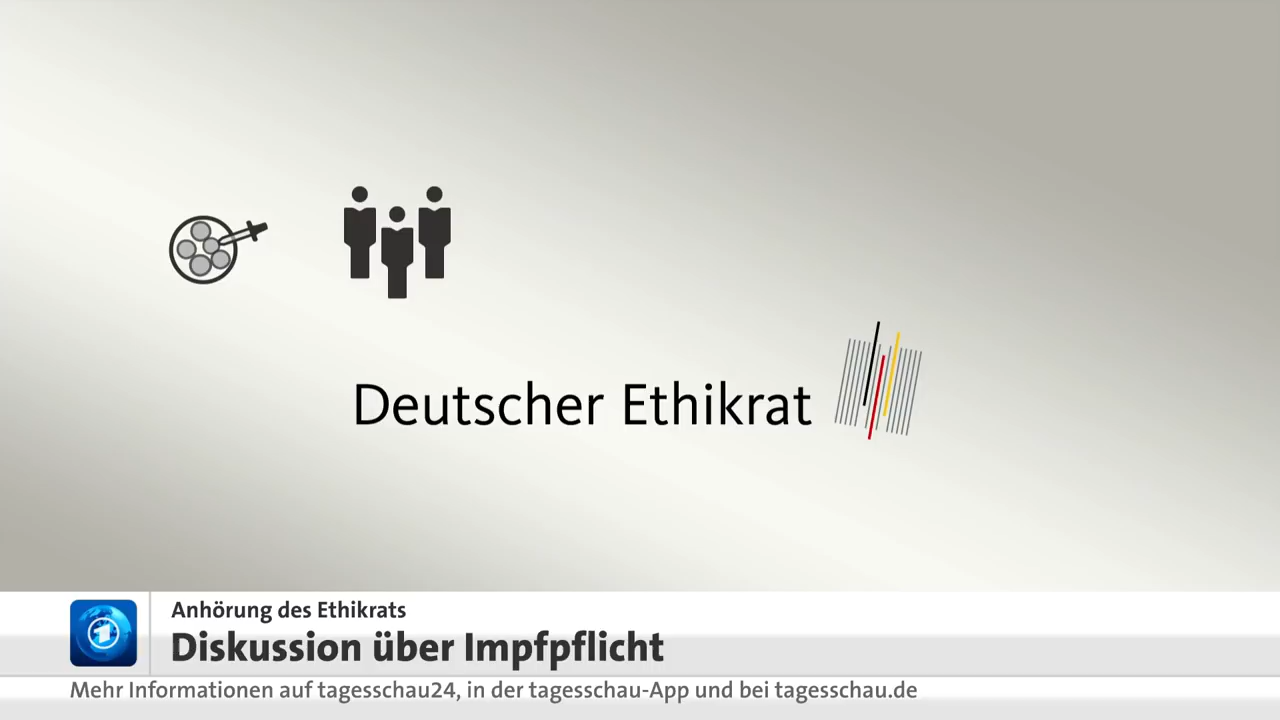 Deutscher Ethikrat
Anhörung des Ethikrats
Diskussion über Impfpflicht
Mehr Informationen auf tagesschau24, in der tagesschau-App und bei tagesschau.de